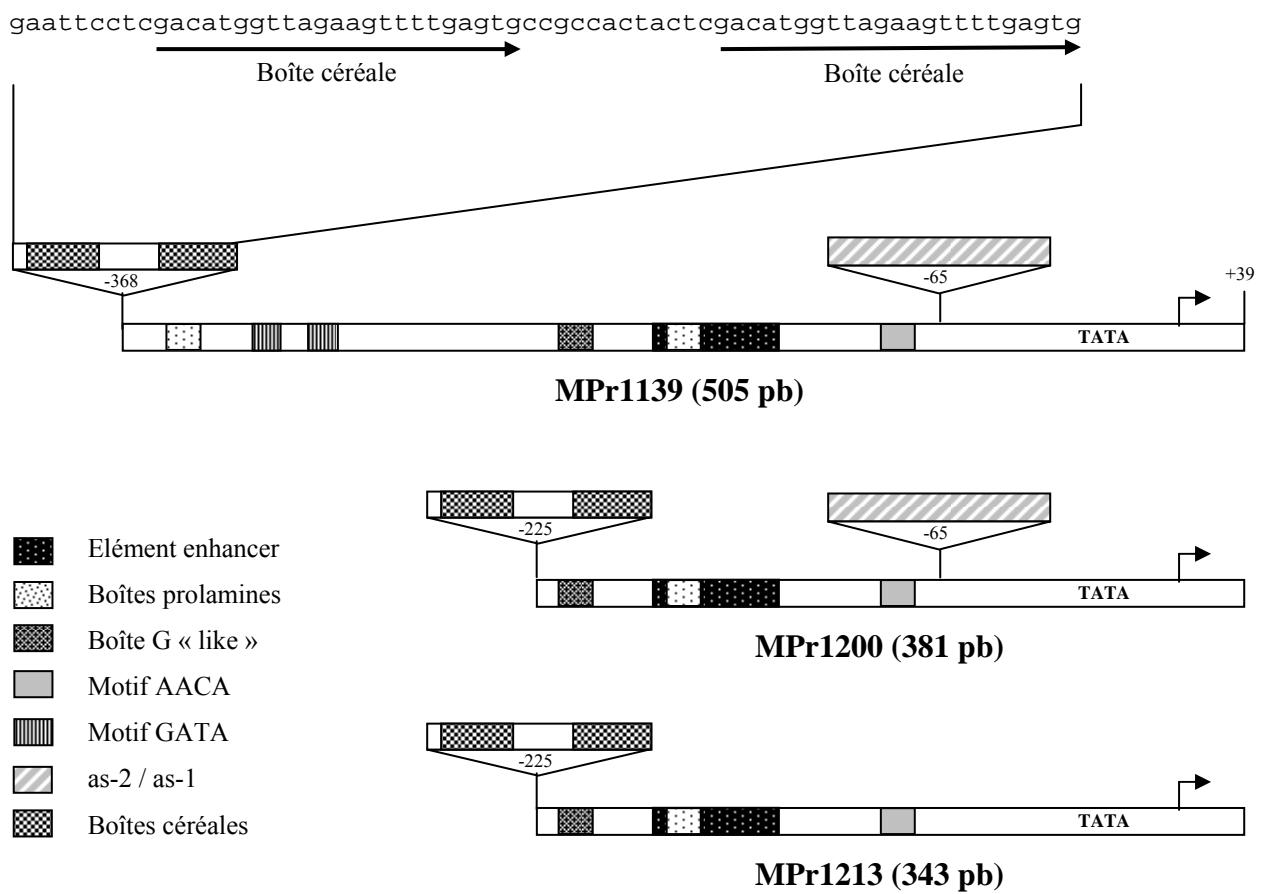 gaattcctcgacatggttagaagttttgagtgccgccactactcgacatggttagaagttttgagtg
Boîte céréale
Boîte céréale
-368
-65
+39
TATA
MPr1139 (505 pb)
-225
-65
TATA
MPr1200 (381 pb)
-225
TATA
MPr1213 (343 pb)
Elément enhancer
Boîtes prolamines
Boîte G « like »
Motif AACA
Motif GATA
as-2 / as-1
Boîtes céréales